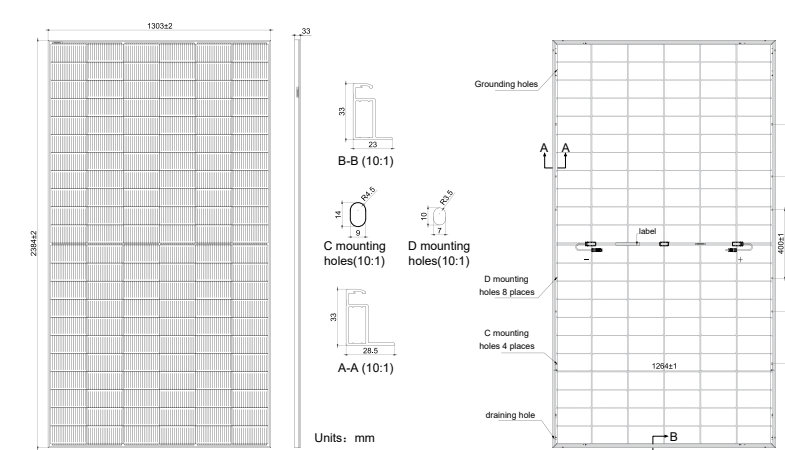 1303±2
33
2384±2
33
23
B-B (10:1)
R4.5
14
9
C mounting
holes(10:1)
R3.5
10
7
D mounting
holes(10:1)
33
28.5
A-A (10:1)
Units: mm
Grounding holes
A A
label
− +
400±1
D mounting
holes 8 places
C mounting
holes 4 places
1264±1
draining hole
B